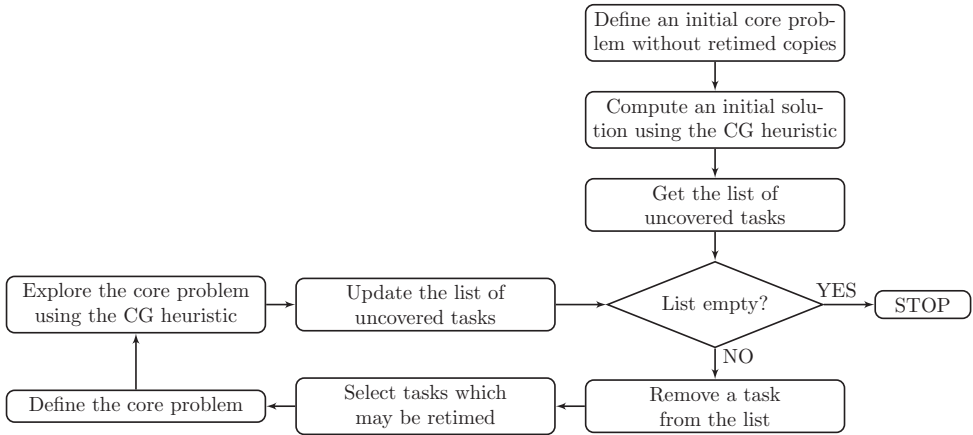 Define an initial core prob-
lem without retimed copies
Compute an initial solu-
tion using the CG heuristic
Get the list of
uncovered tasks
List empty?
YES
STOP
NO
Remove a task
from the list
Select tasks which
may be retimed
Define the core problem
Explore the core problem
using the CG heuristic
Update the list of
uncovered tasks